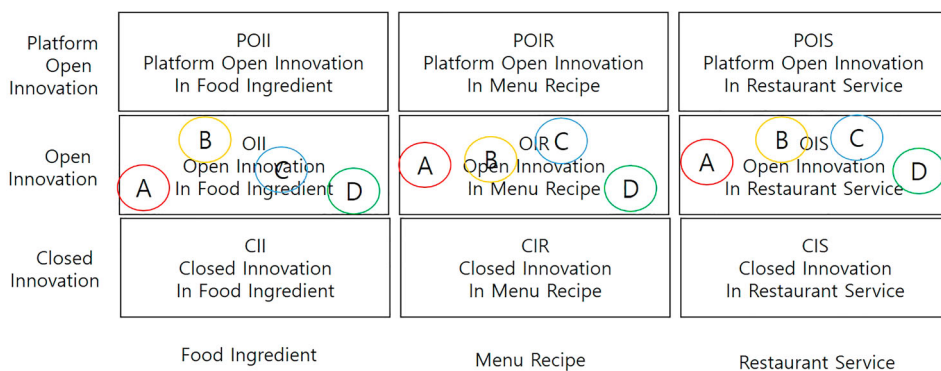 Platform
Open
Innovation
POII
Platform Open Innovation
In Food Ingredient
POIR
Platform Open Innovation
In Menu Recipe
POIS
Platform Open Innovation
In Restaurant Service
Open
Innovation
OII
Open Innovation
In Food Ingredient
A
B
C
D
OIR
Open Innovation
In Menu Recipe
A
B
C
D
OIS
Open Innovation
In Restaurant Service
A
B
C
D
Closed
Innovation
CII
Closed Innovation
In Food Ingredient
CIR
Closed Innovation
In Menu Recipe
CIS
Closed Innovation
In Restaurant Service
Food Ingredient
Menu Recipe
Restaurant Service